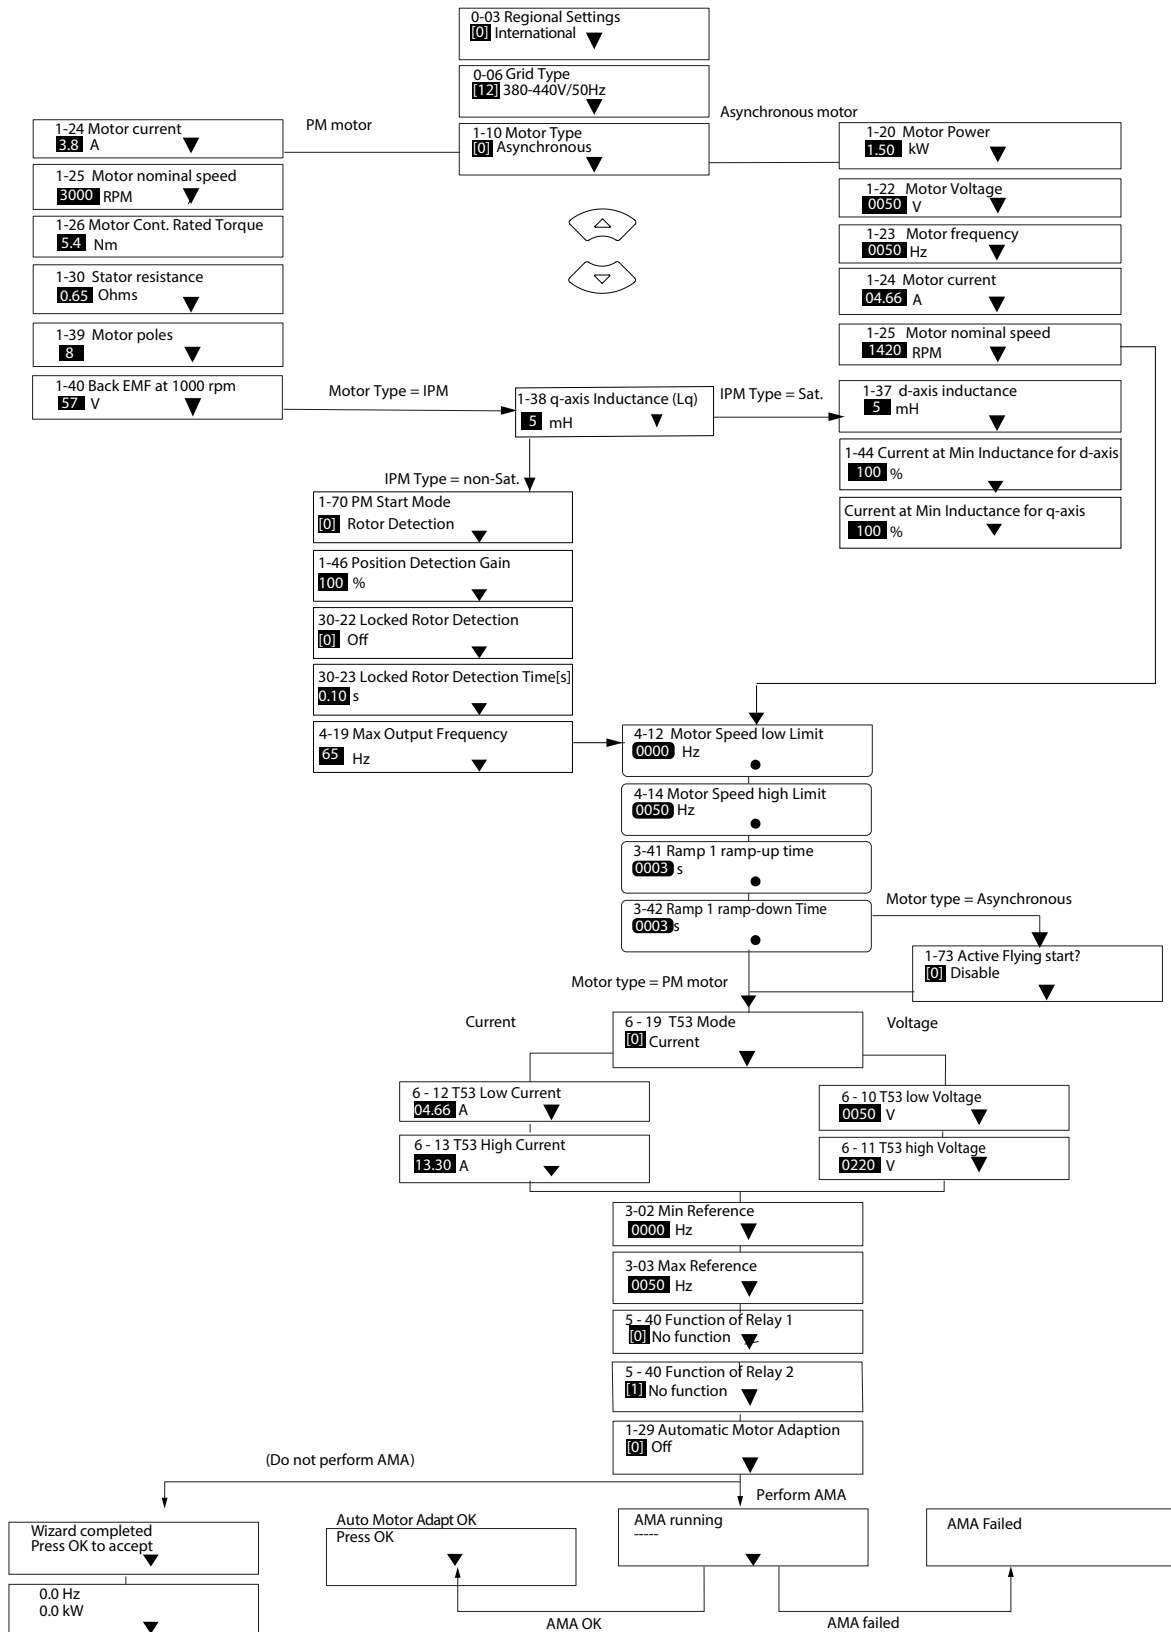 0-03 Regional Settings
[0] International
0-06 Grid Type
[12] 380-440V/50Hz
PM motor
Asynchronous motor
1-10 Motor Type
[0] Asynchronous
1-24 Motor current
3.8 A
1-25 Motor nominal speed
3000 RPM
1-26 Motor Cont. Rated Torque
5.4 Nm
1-30 Stator resistance
0.65 Ohms
1-39 Motor poles
8
1-40 Back EMF at 1000 rpm
57 V
1-20 Motor Power
1.50 kW
1-22 Motor Voltage
0050 V
1-23 Motor frequency
0050 Hz
1-24 Motor current
04.66 A
1-25 Motor nominal speed
1420 RPM
Motor Type = IPM
1-38 q-axis Inductance (Lq)
5 mH
IPM Type = Sat.
1-37 d-axis inductance
5 mH
1-44 Current at Min Inductance for d-axis
100 %
Current at Min Inductance for q-axis
100 %
IPM Type = non-Sat.
1-70 PM Start Mode
[0] Rotor Detection
1-46 Position Detection Gain
100 %
30-22 Locked Rotor Detection
[0] Off
30-23 Locked Rotor Detection Time[s]
0.10 s
4-19 Max Output Frequency
65 Hz
4-12 Motor Speed low Limit
0000 Hz
4-14 Motor Speed high Limit
0050 Hz
3-41 Ramp 1 ramp-up time
0003 s
3-42 Ramp 1 ramp-down Time
0003 s
Motor type = Asynchronous
1-73 Active Flying start?
[0] Disable
Motor type = PM motor
Current
6 - 19 T53 Mode
[0] Current
Voltage
6 - 12 T53 Low Current
04.66 A
6 - 13 T53 High Current
13.30 A
6 - 10 T53 low Voltage
0050 V
6 - 11 T53 high Voltage
0220 V
3-02 Min Reference
0000 Hz
3-03 Max Reference
0050 Hz
5 - 40 Function of Relay 1
[0] No function
5 - 40 Function of Relay 2
[1] No function
1-29 Automatic Motor Adaption
[0] Off
(Do not perform AMA)
Perform AMA
Wizard completed
Press OK to accept
0.0 Hz
0.0 kW
Auto Motor Adapt OK
Press OK
AMA running
-----
AMA Failed
AMA OK
AMA failed